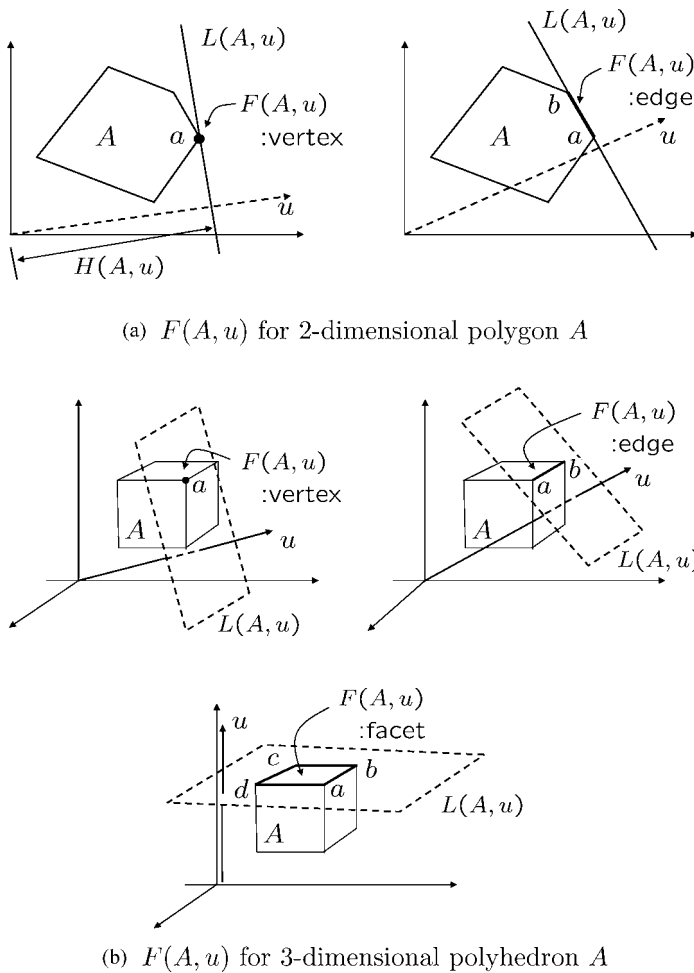 L(A, u)
F(A, u)
:vertex
a
A
u
H(A, u)
L(A, u)
F(A, u)
:edge
b
a
A
u
(a) F(A, u) for 2-dimensional polygon A
F(A, u)
:vertex
a
A
u
L(A, u)
F(A, u)
:edge
b
a
u
A
L(A, u)
F(A, u)
:facet
u
c
b
d
a
L(A, u)
A
(b) F(A, u) for 3-dimensional polyhedron A